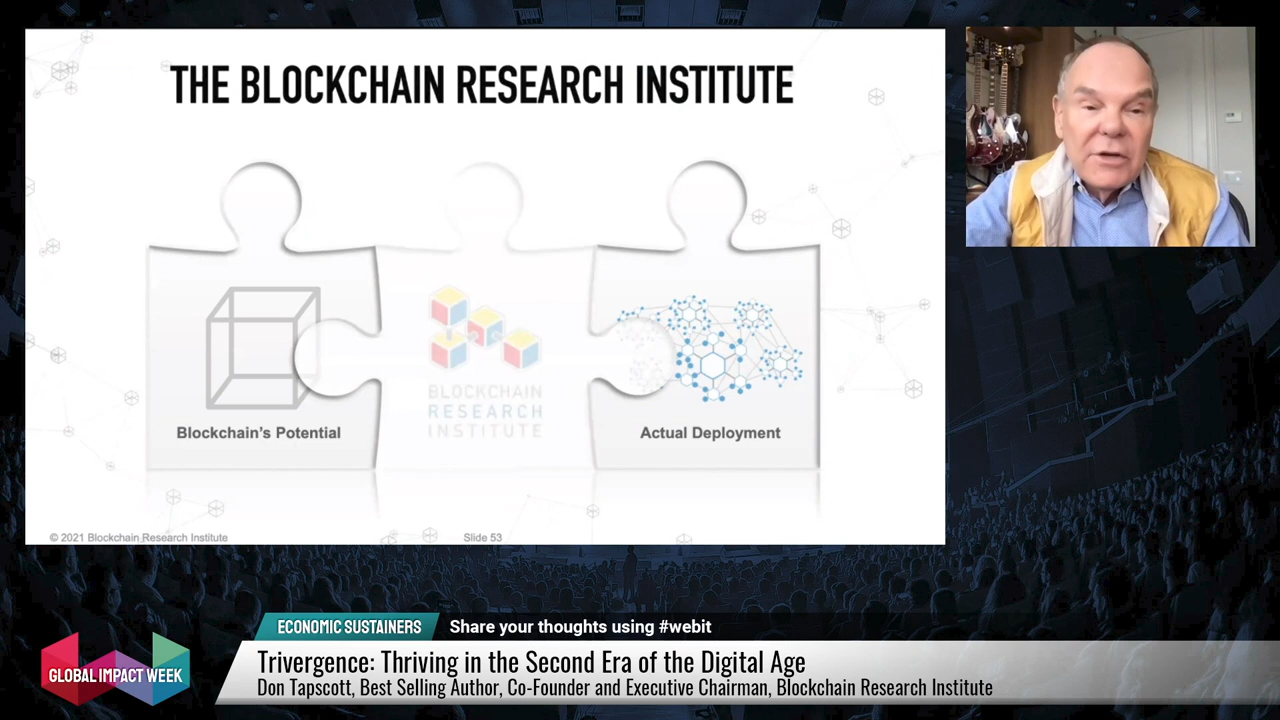 THE BLOCKCHAIN RESEARCH INSTITUTE
Blockchain's Potential
BLOCKCHAIN
RESEARCH
INSTITUTE
Actual Deployment
© 2021 Blockchain Research Institute
Slide 53
ECONOMIC SUSTAINERS
Share your thoughts using #webit
GLOBAL IMPACT WEEK
Trivergence: Thriving in the Second Era of the Digital Age
Don Tapscott, Best Selling Author, Co-Founder and Executive Chairman, Blockchain Research Institute